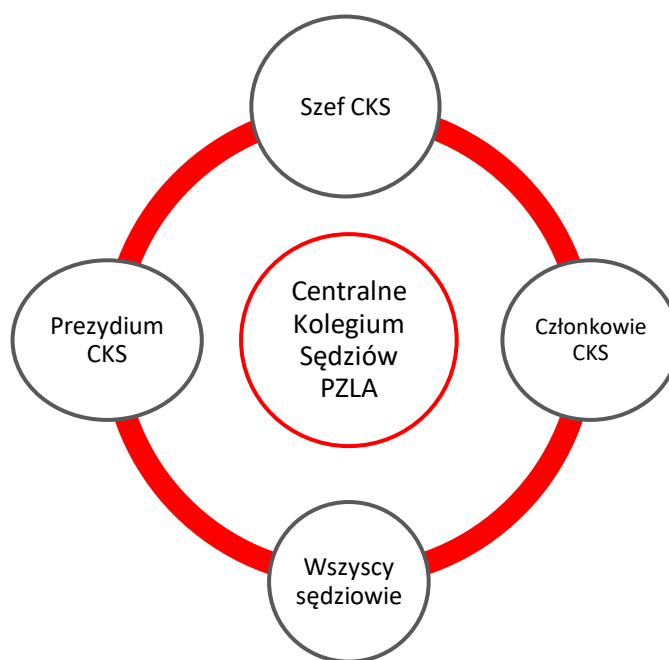 Szef CKS
Centralne
Kolegium
Sędziów
PZLA
Prezydium
CKS
Członkowie
CKS
Wszyscy
sędziowie